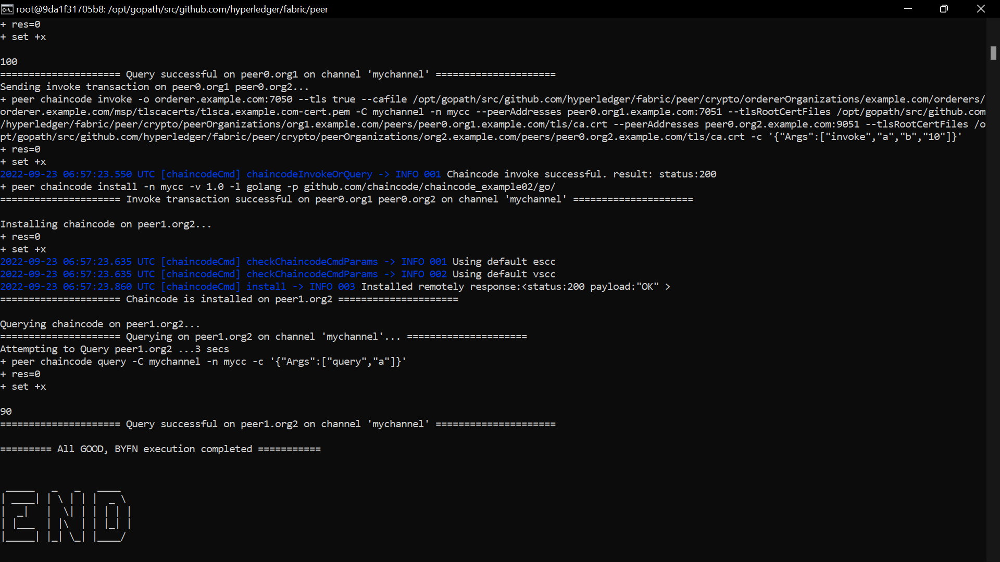 root@9da1f31705b8: /opt/gopath/src/github.com/hyperledger/fabric/peer
+ res=0
+ set +x

100
===================== Query successful on peer0.org1 on channel 'mychannel' =====================
Sending invoke transaction on peer0.org1 peer0.org2...
+ peer chaincode invoke -o orderer.example.com:7050 --tls true --cafile /opt/gopath/src/github.com/hyperledger/fabric/peer/crypto/ordererOrganizations/example.com/orderers/
orderer.example.com/msp/tlscacerts/tlsca.example.com-cert.pem -C mychannel -n mycc --peerAddresses peer0.org1.example.com:7051 --tlsRootCertFiles /opt/gopath/src/github.com
/hyperledger/fabric/peer/crypto/peerOrganizations/org1.example.com/peers/peer0.org1.example.com/tls/ca.crt --peerAddresses peer0.org2.example.com:9051 --tlsRootCertFiles /o
pt/gopath/src/github.com/hyperledger/fabric/peer/crypto/peerOrganizations/org2.example.com/peers/peer0.org2.example.com/tls/ca.crt -c '{"Args":["invoke","a","b","10"]}'
+ res=0
+ set +x
2022-09-23 06:57:23.550 UTC [chaincodeCmd] chaincodeInvokeOrQuery -> INFO 001 Chaincode invoke successful. result: status:200
+ peer chaincode install -n mycc -v 1.0 -l golang -p github.com/chaincode/chaincode_example02/go/
===================== Invoke transaction successful on peer0.org1 peer0.org2 on channel 'mychannel' =====================

Installing chaincode on peer1.org2...
+ res=0
+ set +x
2022-09-23 06:57:23.635 UTC [chaincodeCmd] checkChaincodeCmdParams -> INFO 001 Using default escc
2022-09-23 06:57:23.635 UTC [chaincodeCmd] checkChaincodeCmdParams -> INFO 002 Using default vscc
2022-09-23 06:57:23.860 UTC [chaincodeCmd] install -> INFO 003 Installed remotely response:<status:200 payload:"OK" >
===================== Chaincode is installed on peer1.org2 =====================

Querying chaincode on peer1.org2...
===================== Querying on peer1.org2 on channel 'mychannel'... =====================
Attempting to Query peer1.org2 ...3 secs
+ peer chaincode query -C mychannel -n mycc -c '{"Args":["query","a"]}'
+ res=0
+ set +x

90
===================== Query successful on peer1.org2 on channel 'mychannel' =====================

========= All GOOD, BYFN execution completed ===========

END